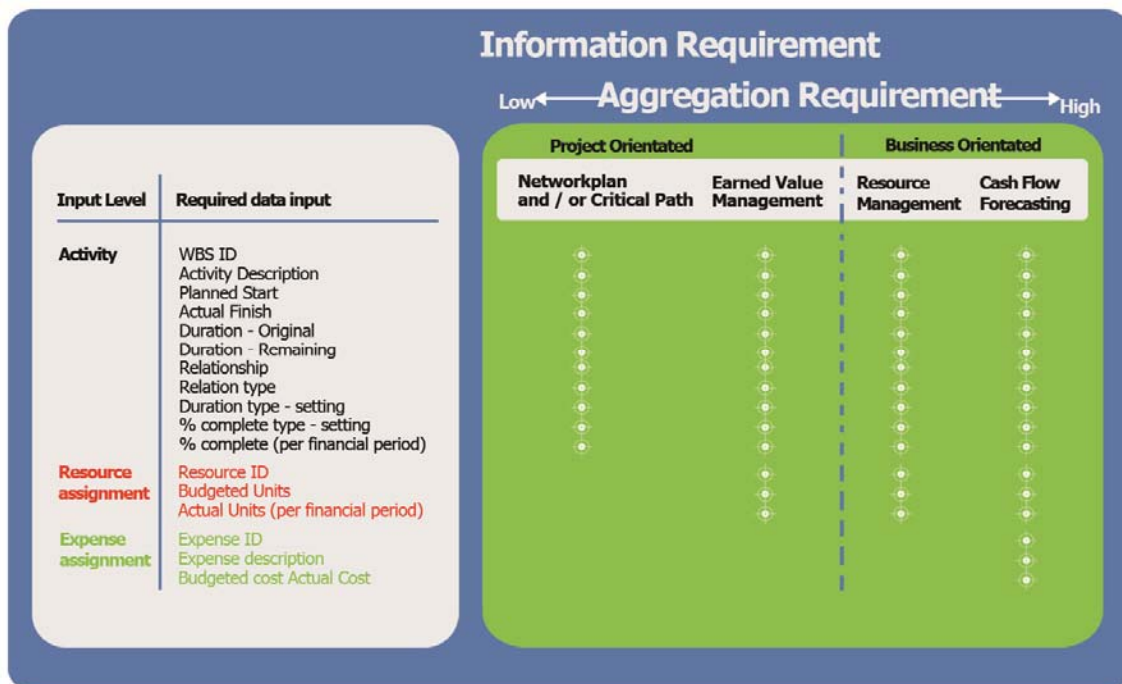 Information Requirement
Low Aggregation Requirement High
Project Orientated Business Orientated
Networkplan and / or Critical Path
Earned Value Management
Resource Management
Cash Flow Forecasting
Input Level Required data input
Activity WBS ID
Activity Description
Planned Start
Actual Finish
Duration - Original
Duration - Remaining
Relationship
Relation type
Duration type - setting
% complete type - setting
% complete (per financial period)
Resource assignment
Resource ID
Budgeted Units
Actual Units (per financial period)
Expense assignment
Expense ID
Expense description
Budgeted cost Actual Cost